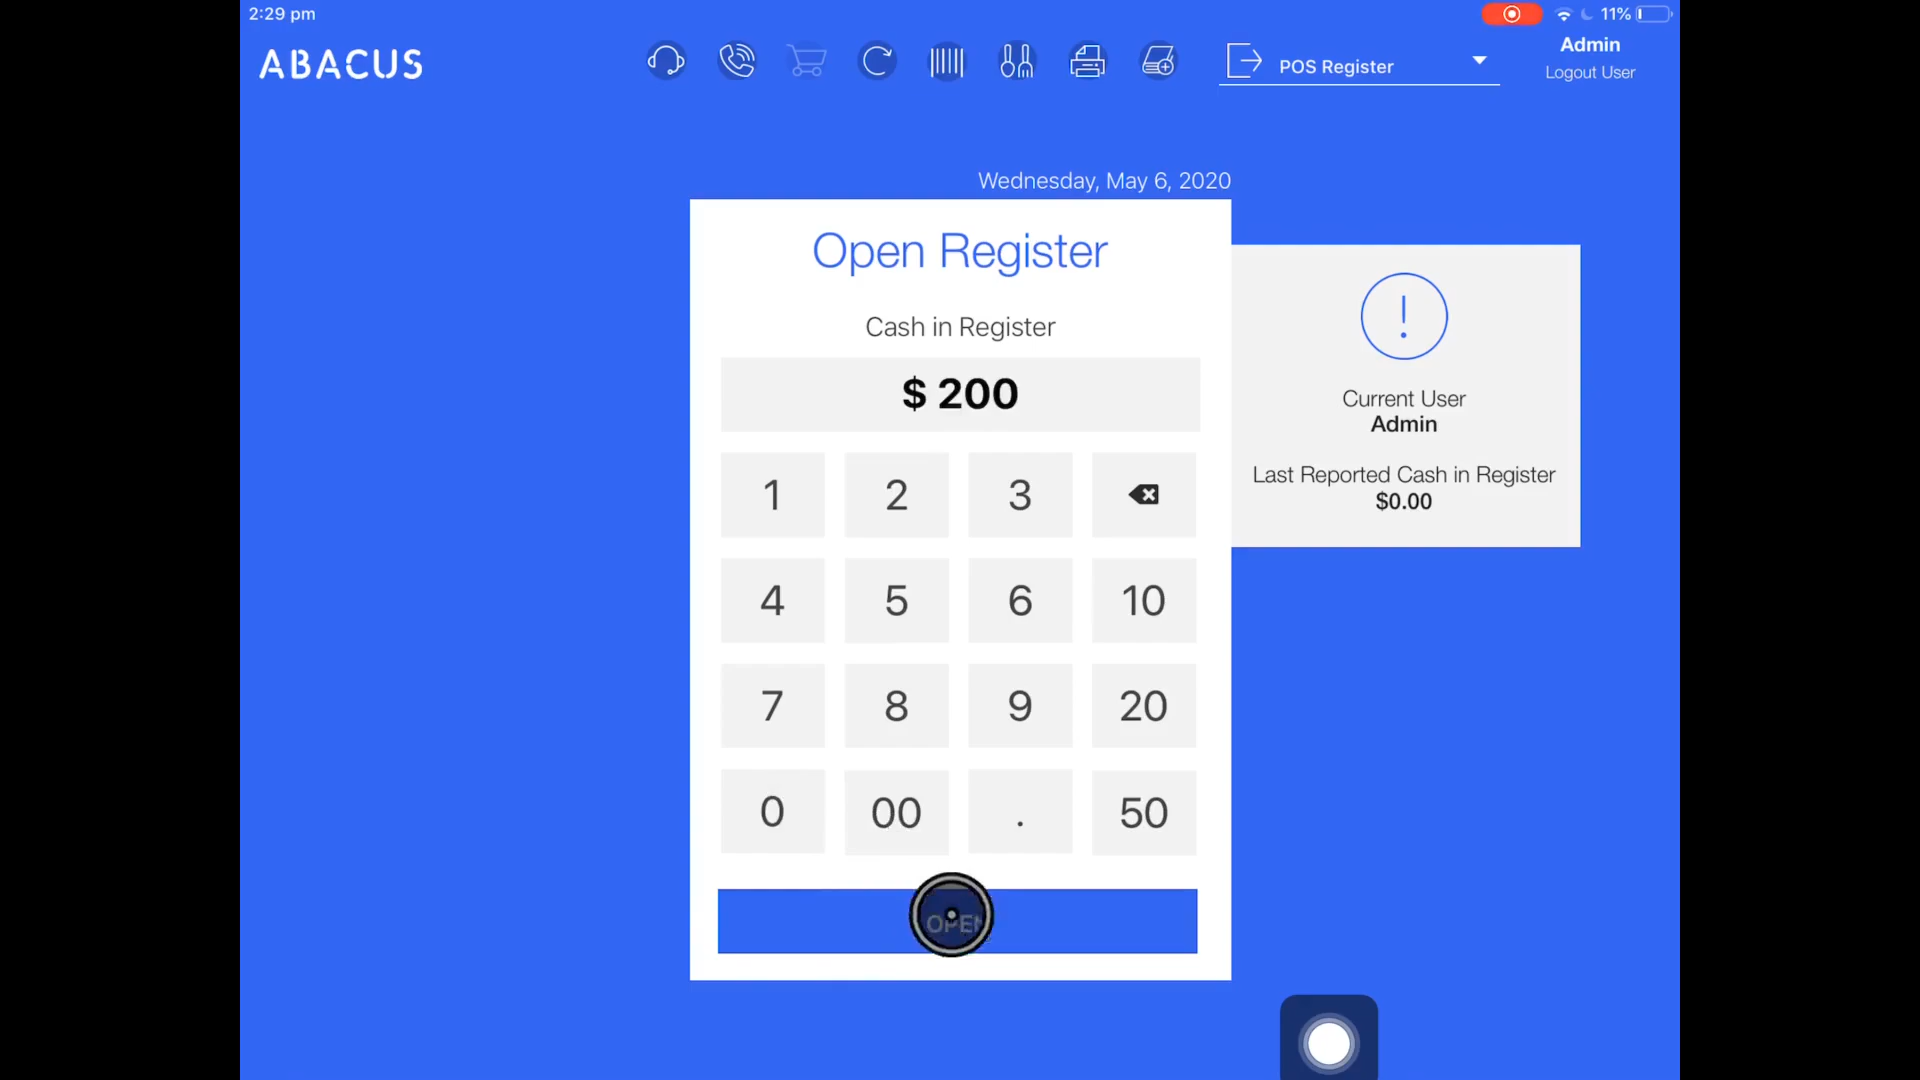 2:29 pm
11%
ABACUS
POS Register
Admin
Logout User
Wednesday, May 6, 2020
Open Register
Cash in Register
$ 200
1 2 3
4 5 6 10
7 8 9 20
0 00 . 50
OPEN
!
Current User
Admin
Last Reported Cash in Register
$0.00